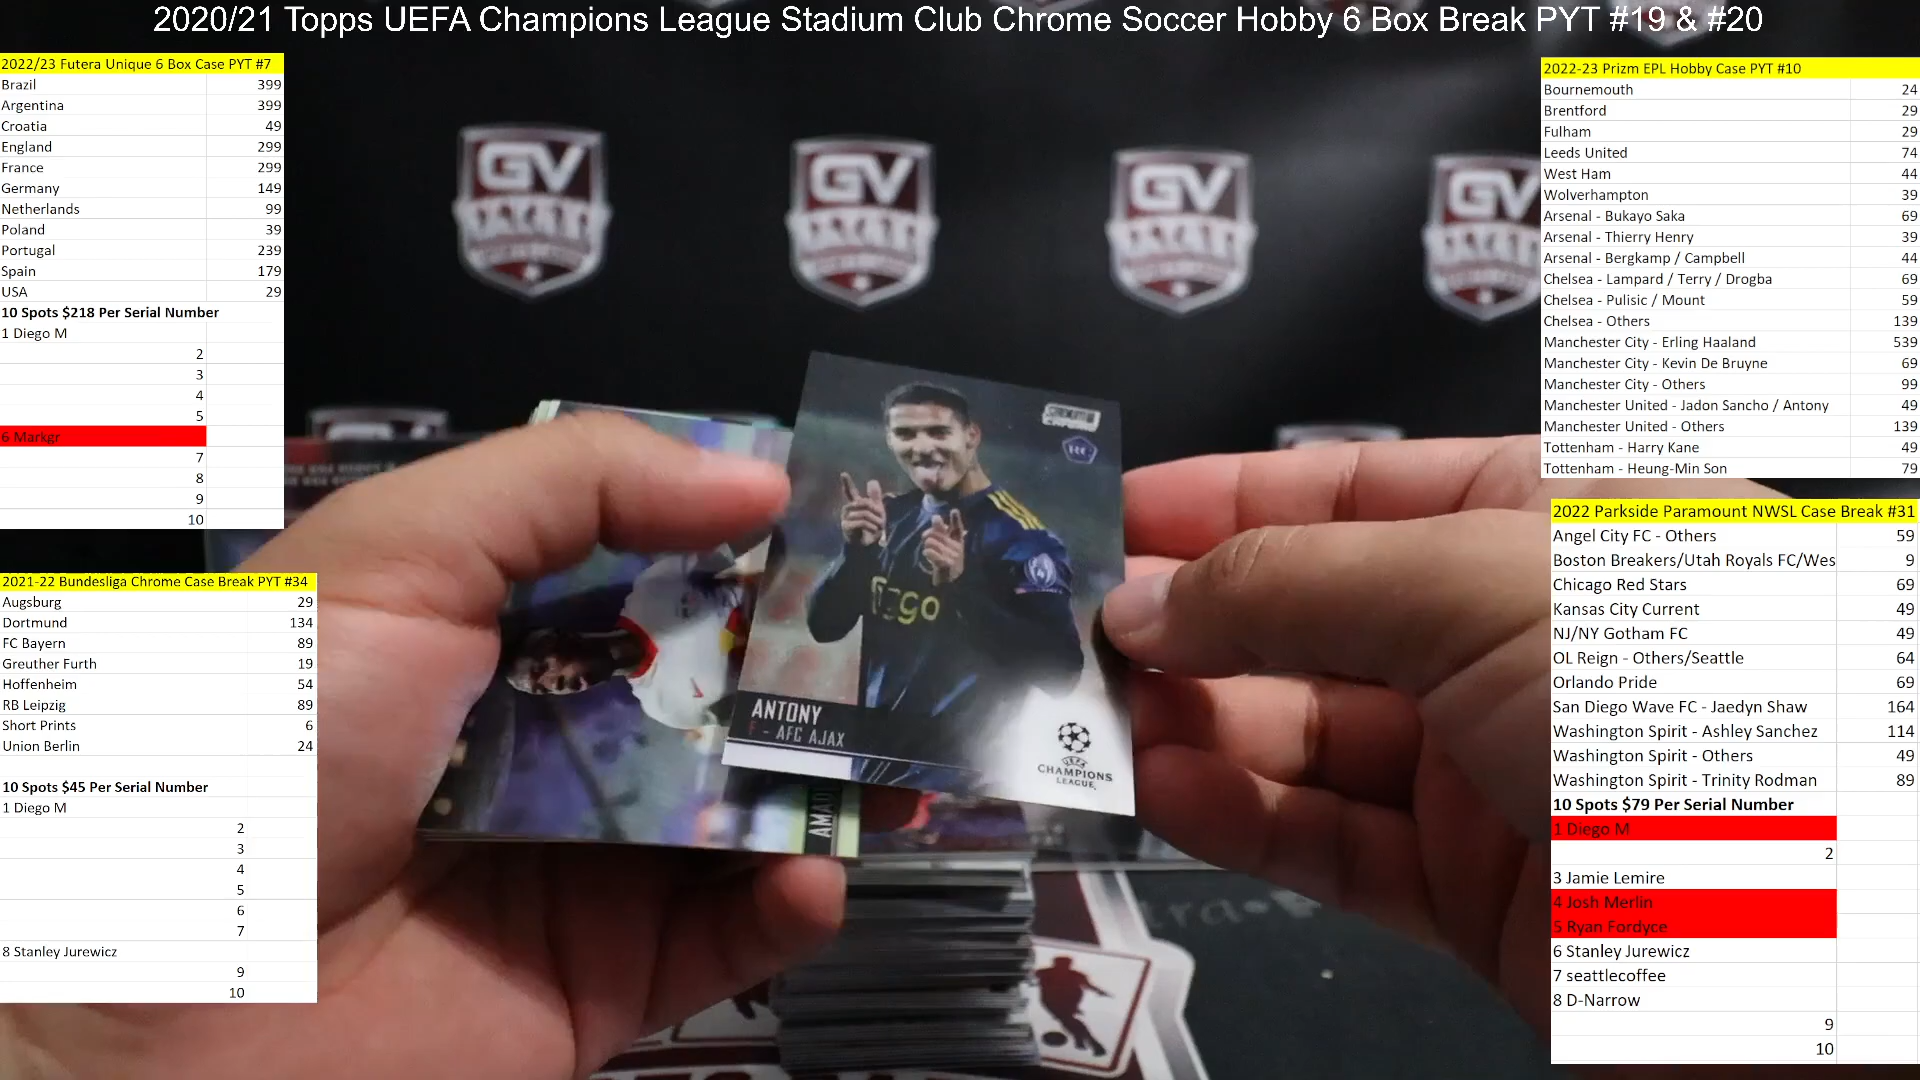 2020/21 Topps UEFA Champions League Stadium Club Chrome Soccer Hobby 6 Box Break PYT #19 & #20
2022/23 Futera Unique 6 Box Case PYT #7
Brazil 399
Argentina 399
Croatia 49
England 299
France 299
Germany 149
Netherlands 99
Poland 39
Portugal 239
Spain 179
USA 29
10 Spots $218 Per Serial Number
1 Diego M
2
3
4
5
6 Markgr
7
8
9
10
2021-22 Bundesliga Chrome Case Break PYT #34
Augsburg 29
Dortmund 134
FC Bayern 89
Greuther Furth 19
Hoffenheim 54
RB Leipzig 89
Short Prints 6
Union Berlin 24
10 Spots $45 Per Serial Number
1 Diego M
2
3
4
5
6
7
8 Stanley Jurewicz
9
10
GV
GV
GV
GV
RC
ANTONY
F - AFC AJAX
UEFA
CHAMPIONS
LEAGUE
AMAD
2022-23 Prizm EPL Hobby Case PYT #10
Bournemouth 24
Brentford 29
Fulham 29
Leeds United 74
West Ham 44
Wolverhampton 39
Arsenal - Bukayo Saka 69
Arsenal - Thierry Henry 39
Arsenal - Bergkamp / Campbell 44
Chelsea - Lampard / Terry / Drogba 69
Chelsea - Pulisic / Mount 59
Chelsea - Others 139
Manchester City - Erling Haaland 539
Manchester City - Kevin De Bruyne 69
Manchester City - Others 99
Manchester United - Jadon Sancho / Antony 49
Manchester United - Others 139
Tottenham - Harry Kane 49
Tottenham - Heung-Min Son 79
2022 Parkside Paramount NWSL Case Break #31
Angel City FC - Others 59
Boston Breakers/Utah Royals FC/Wes 9
Chicago Red Stars 69
Kansas City Current 49
NJ/NY Gotham FC 49
OL Reign - Others/Seattle 64
Orlando Pride 69
San Diego Wave FC - Jaedyn Shaw 164
Washington Spirit - Ashley Sanchez 114
Washington Spirit - Others 49
Washington Spirit - Trinity Rodman 89
10 Spots $79 Per Serial Number
1 Diego M
2
3 Jamie Lemire
4 Josh Merlin
5 Ryan Fordyce
6 Stanley Jurewicz
7 seattlecoffee
8 D-Narrow
9
10